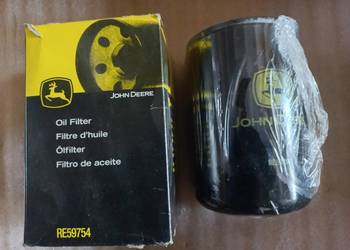 JOHN DEERE
Oil Filter
Filtre d'huile
Ölfilter
Filtro de aceite
RE59754
JOHN DEERE